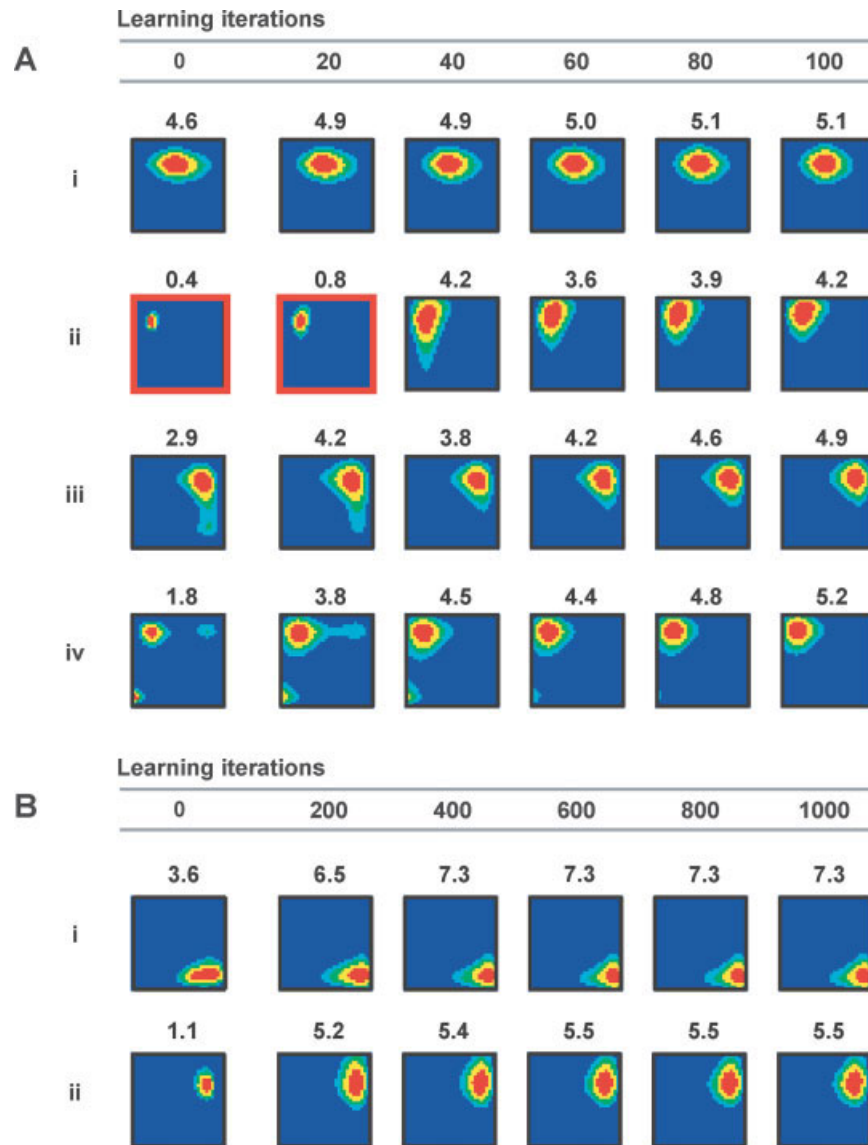 Learning iterations
A 0 20 40 60 80 100
4.6 4.9 4.9 5.0 5.1 5.1
i
0.4 0.8 4.2 3.6 3.9 4.2
ii
2.9 4.2 3.8 4.2 4.6 4.9
iii
1.8 3.8 4.5 4.4 4.8 5.2
iv
Learning iterations
B 0 200 400 600 800 1000
3.6 6.5 7.3 7.3 7.3 7.3
i
1.1 5.2 5.4 5.5 5.5 5.5
ii